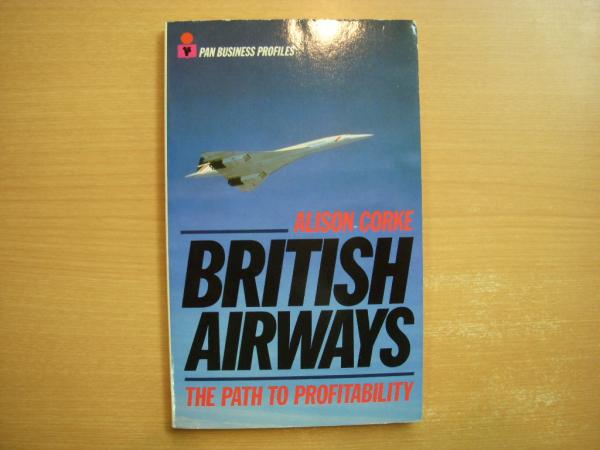 PAN BUSINESS PROFILES
ALISON CORKE
BRITISH
AIRWAYS
THE PATH TO PROFITABILITY